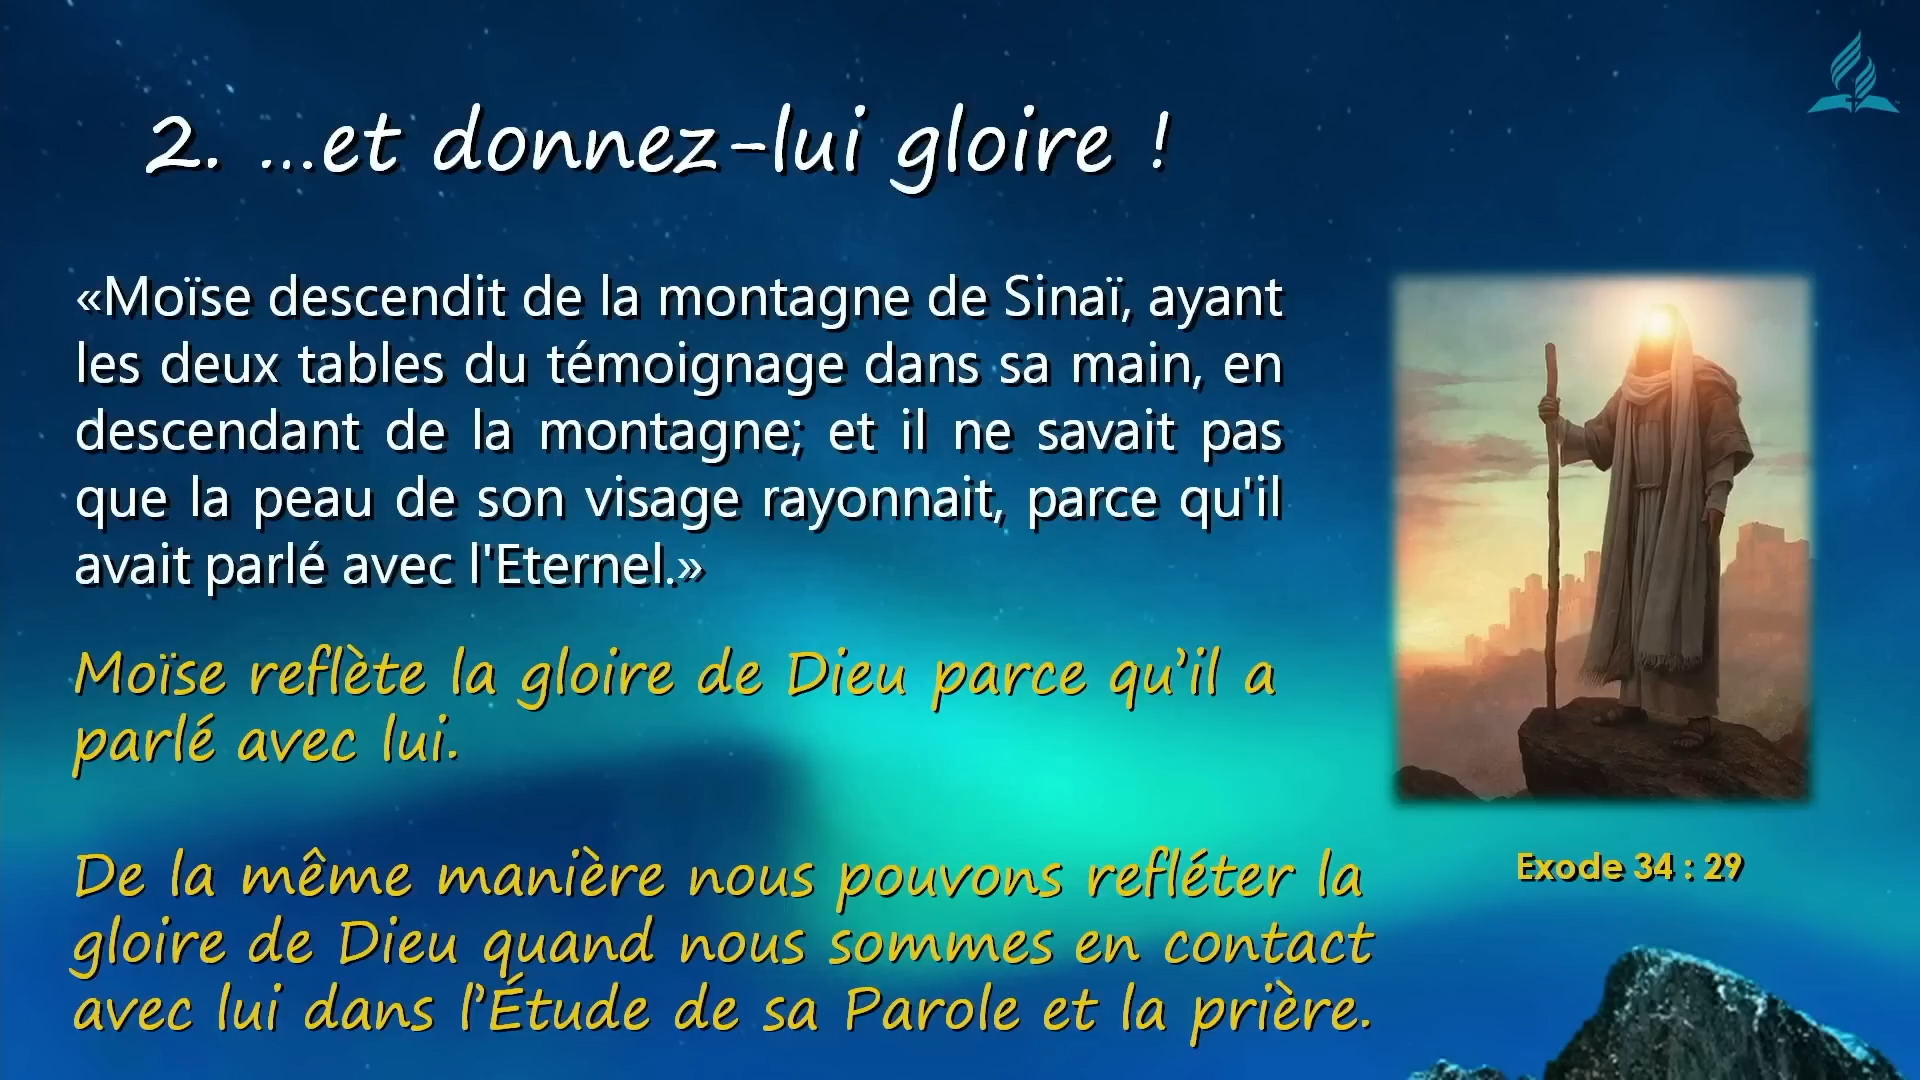 2. ...et donnez-lui gloire !
«Moïse descendit de la montagne de Sinaï, ayant
les deux tables du témoignage dans sa main, en
descendant de la montagne; et il ne savait pas
que la peau de son visage rayonnait, parce qu'il
avait parlé avec l'Eternel.»
Moïse reflète la gloire de Dieu parce qu’il a
parlé avec lui.
De la même manière nous pouvons refléter la
gloire de Dieu quand nous sommes en contact
avec lui dans l’Étude de sa Parole et la prière.
Exode 34 : 29